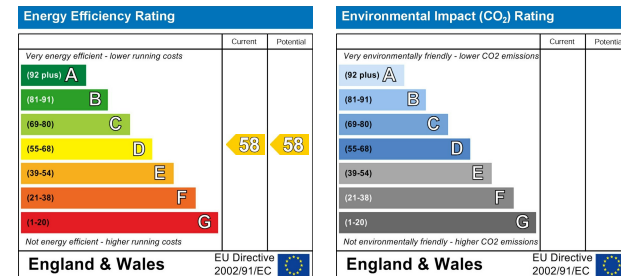 Energy Efficiency Rating
Current Potential
Very energy efficient - lower running costs
(92 plus) A
(81-91) B
(69-80) C
(55-68) D
58 58
(39-54) E
(21-38) F
(1-20) G
Not energy efficient - higher running costs
England & Wales
EU Directive
2002/91/EC
Environmental Impact (CO₂) Rating
Current Potentia
Very environmentally friendly - lower CO2 emissions
(92 plus) A
(81-91) B
(69-80) C
(55-68) D
(39-54) E
(21-38) F
(1-20) G
Not environmentally friendly - higher CO2 emissions
England & Wales
EU Directive
2002/91/EC